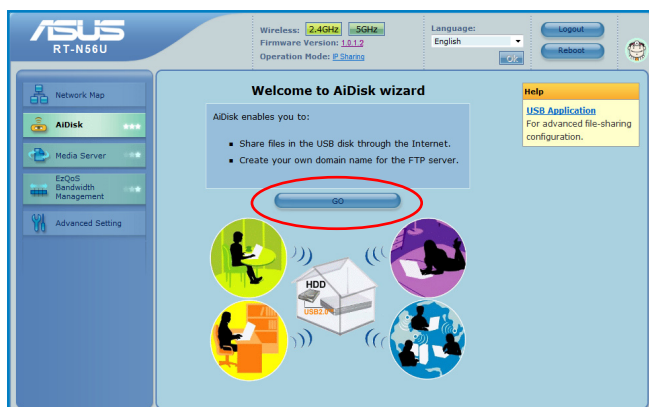 ASUS
RT-N56U
Wireless: 2.4GHz 5GHz
Firmware Version: 1.0.1.2
Operation Mode: IP Sharing
Language:
English
OK
Logout
Reboot
Network Map
AiDisk
Media Server
EzQoS
Bandwidth
Management
Advanced Setting
Welcome to AiDisk wizard
AiDisk enables you to:
Share files in the USB disk through the Internet.
Create your own domain name for the FTP server.
GO
HDD
USB2.0
Help
USB Application
For advanced file-sharing
configuration.